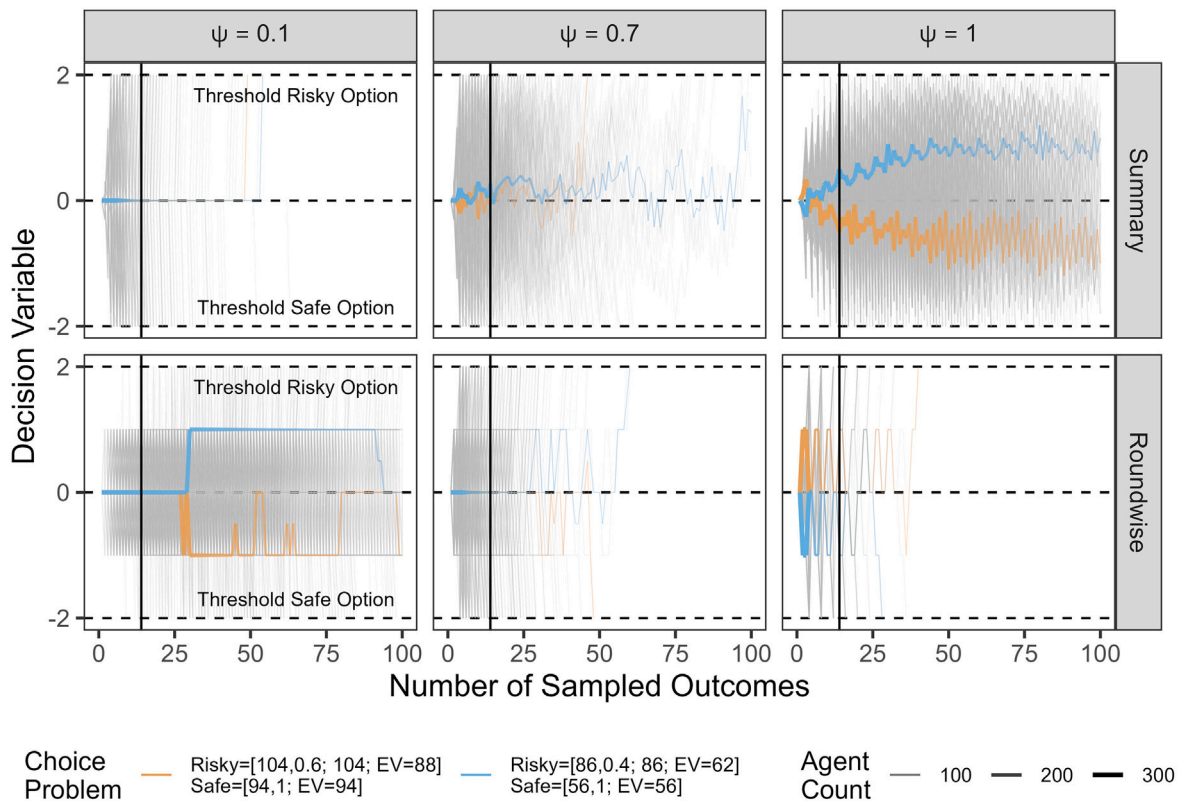 ψ = 0.1
ψ = 0.7
ψ = 1
2
Threshold Risky Option
0
Threshold Safe Option
-2
Summary
Decision Variable
2
Threshold Risky Option
0
Threshold Safe Option
-2
Roundwise
0 25 50 75 100
0 25 50 75 100
0 25 50 75 100
Number of Sampled Outcomes
Choice
Problem
Risky=[104,0.6; 104; EV=88]
Safe=[94,1; EV=94]
Risky=[86,0.4; 86; EV=62]
Safe=[56,1; EV=56]
Agent
Count
100
200
300